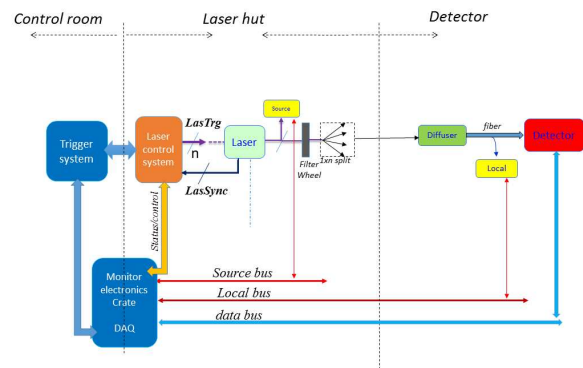 Control room
Laser hut
Detector
Source
LasTrg
Trigger
system
Laser
control
system
n
Laser
Filter
Wheel
1xn split
Diffuser
fiber
Detector
Local
LasSync
Status/control
Monitor
electronics
Crate
DAQ
Source bus
Local bus
data bus